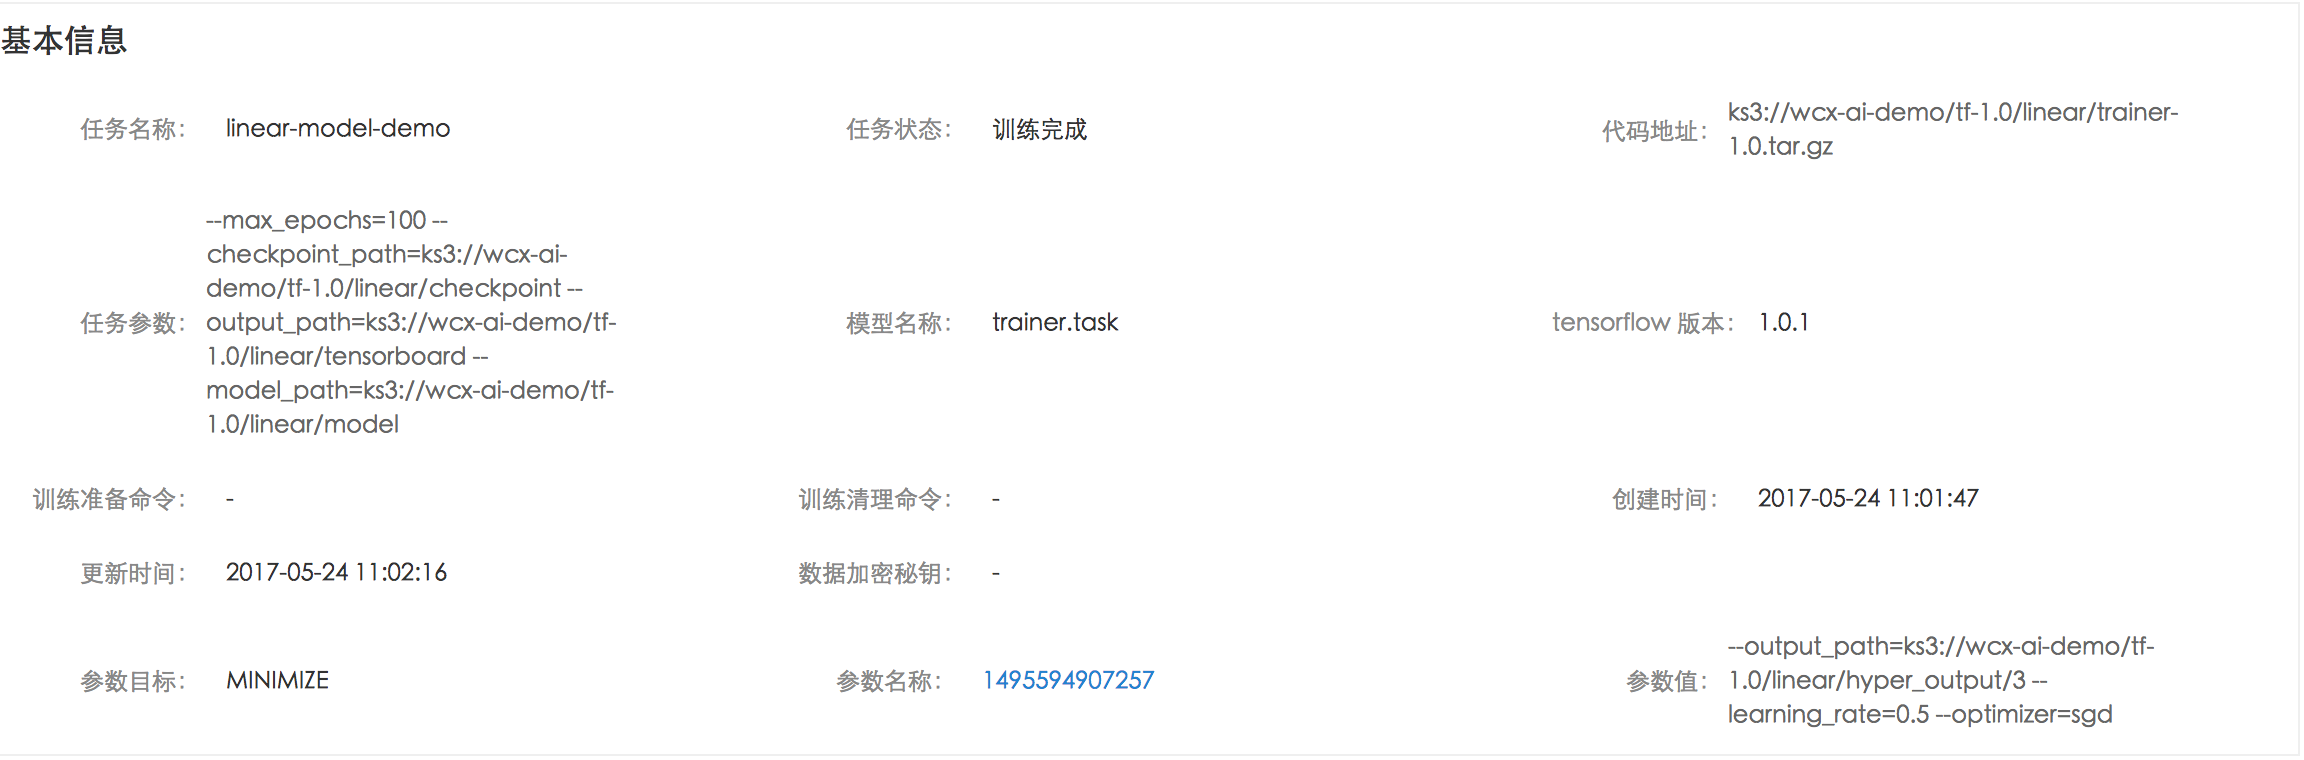 基本信息
任务名称： linear-model-demo
任务状态： 训练完成
代码地址： ks3://wcx-ai-demo/tf-1.0/linear/trainer-
1.0.tar.gz
任务参数： --max_epochs=100 --
checkpoint_path=ks3://wcx-ai-
demo/tf-1.0/linear/checkpoint --
output_path=ks3://wcx-ai-demo/tf-
1.0/linear/tensorboard --
model_path=ks3://wcx-ai-demo/tf-
1.0/linear/model
模型名称： trainer.task
tensorflow 版本： 1.0.1
训练准备命令： -
训练清理命令： -
创建时间： 2017-05-24 11:01:47
更新时间： 2017-05-24 11:02:16
数据加密秘钥： -
参数目标： MINIMIZE
参数名称： 1495594907257
参数值： --output_path=ks3://wcx-ai-demo/tf-
1.0/linear/hyper_output/3 --
learning_rate=0.5 --optimizer=sgd